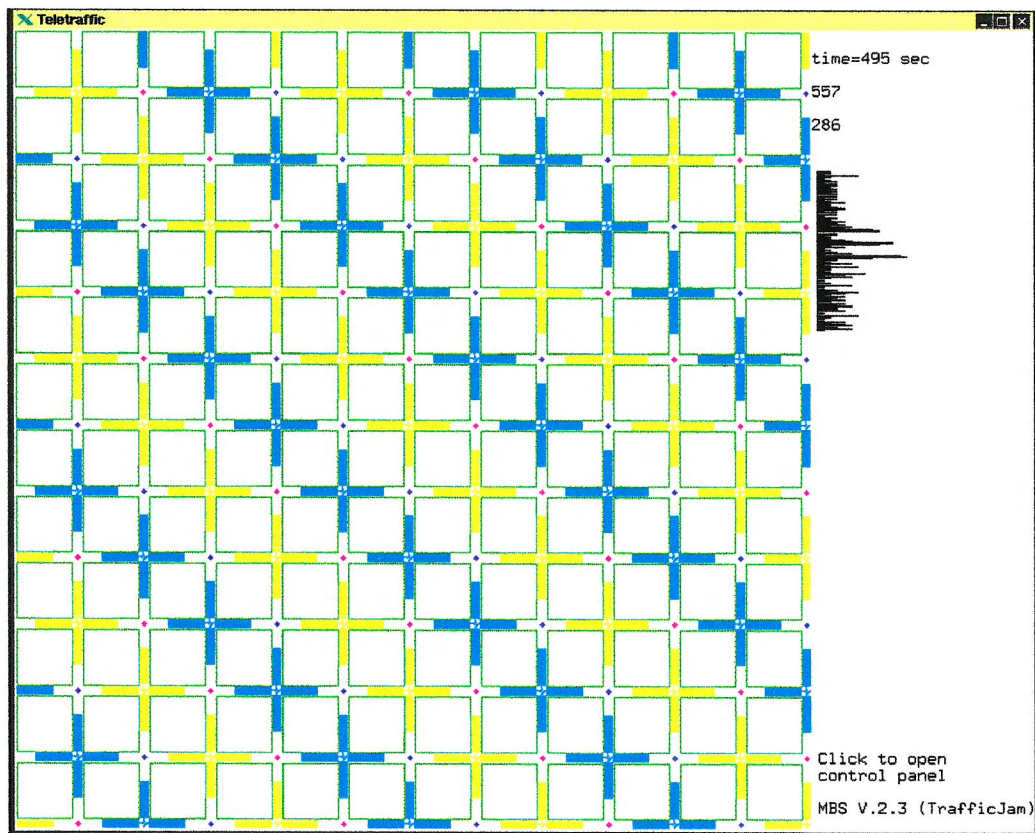 Teletraffic
time=495 sec
557
286
Click to open
control panel
MBS V.2.3 (TrafficJam)